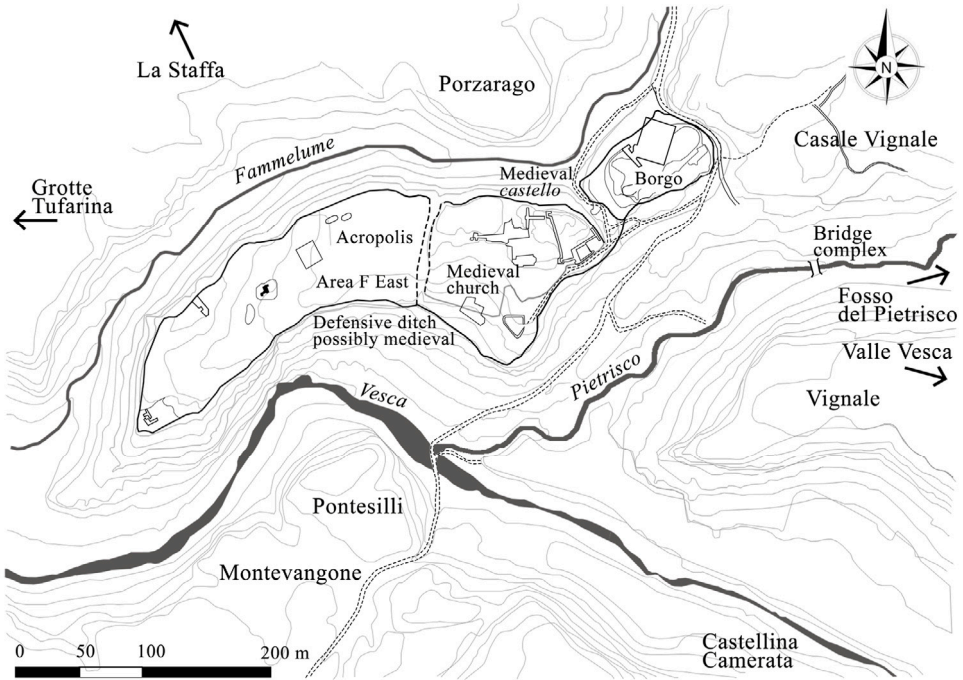 N
La Staffa
Porzarago
Casale Vignale
Fammelume
Medieval
castello
Borgo
Grotte
Tufarina
Acropolis
Bridge
complex
Area F East
Medieval
church
Fosso
del Pietrisco
Defensive ditch
possibly medieval
Valle Vesca
Pietrisco
Vesca
Vignale
Pontesilli
Montevangone
Castellina
Camerata
0 50 100 200 m